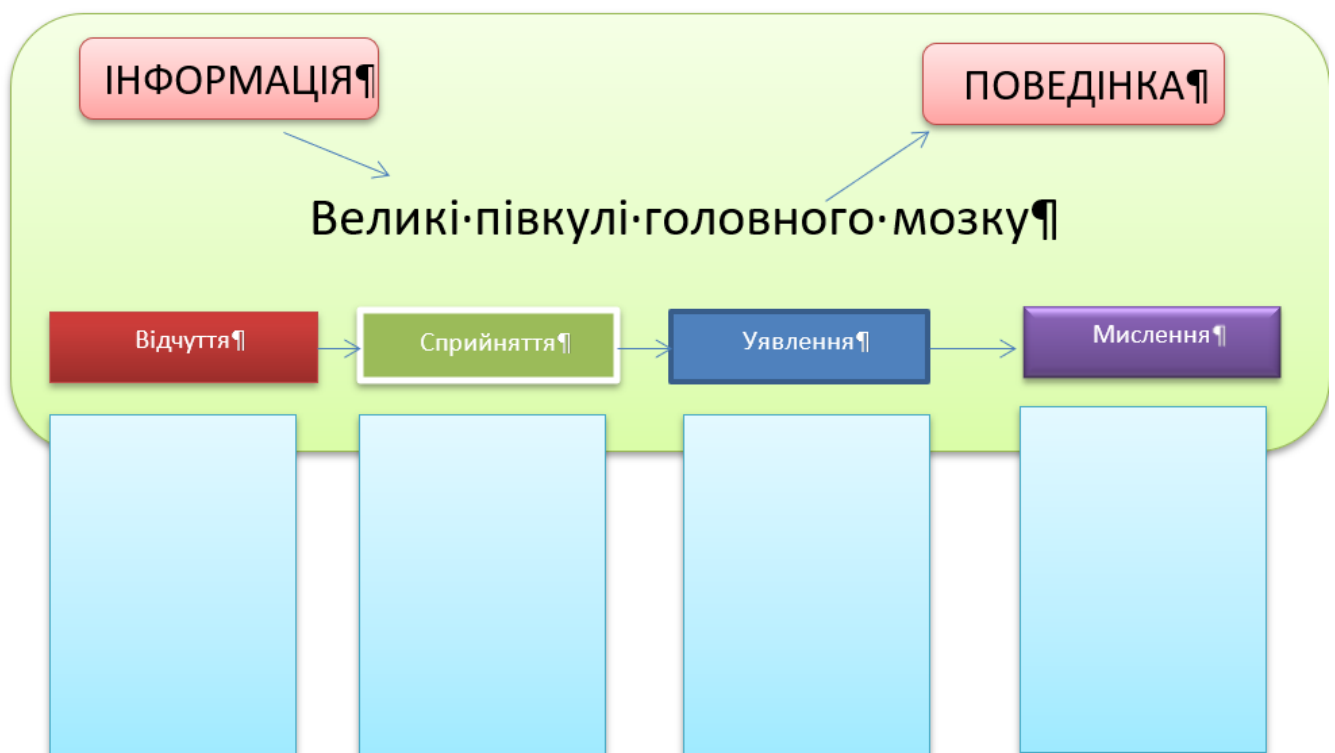 ІНФОРМАЦІЯ¶
ПОВЕДІНКА¶
Великі·півкулі·головного·мозку¶
Відчуття¶
Сприйняття¶
Уявлення¶
Мислення¶